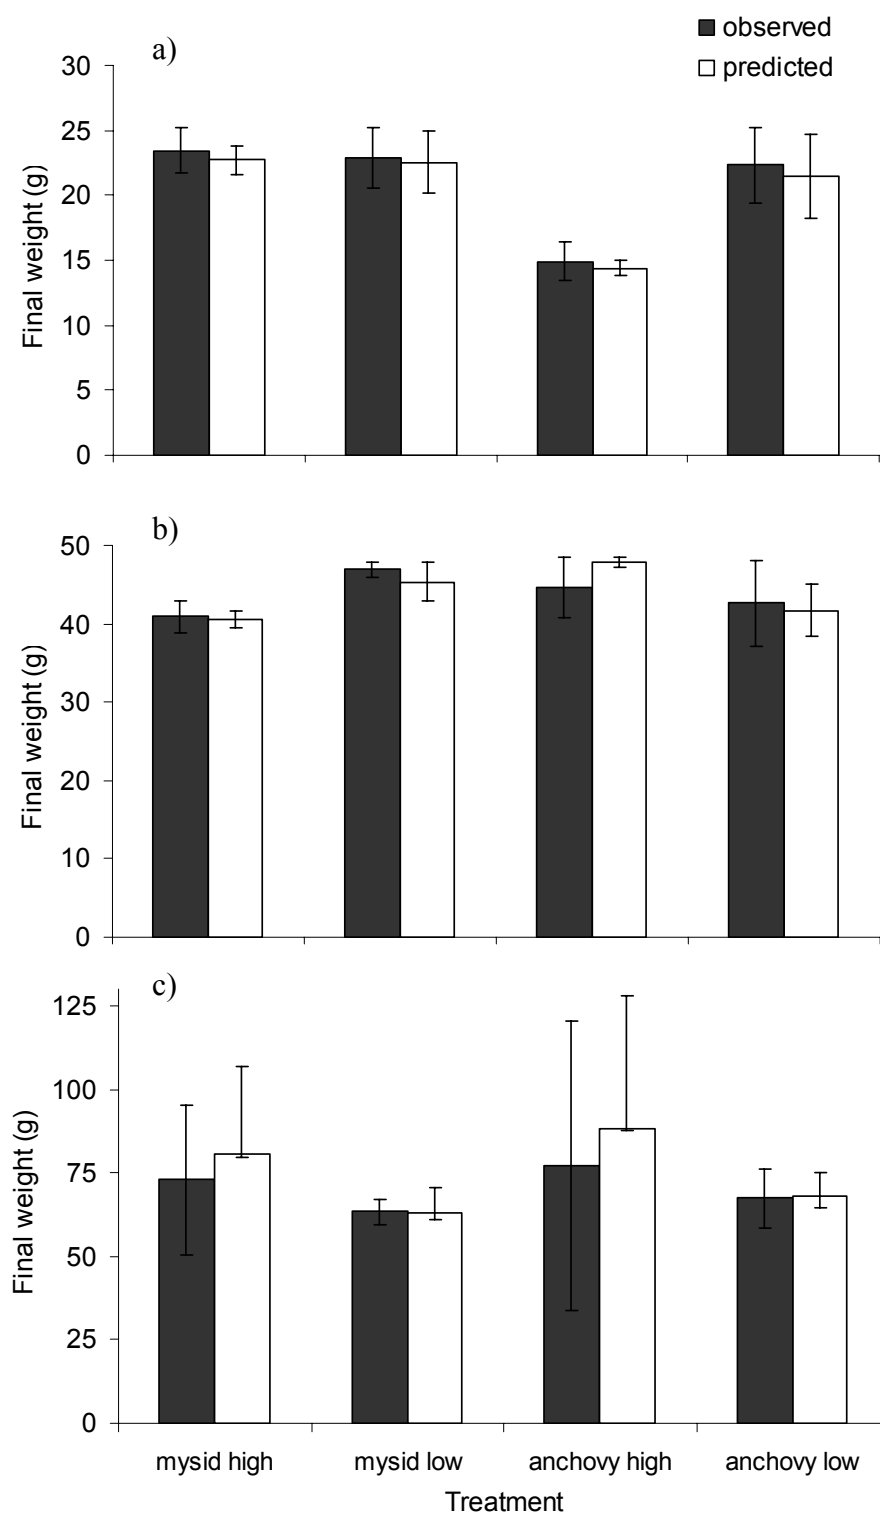 observed
predicted
a)
30
25
20
15
10
5
0
Final weight (g)
b)
50
40
30
20
10
0
Final weight (g)
c)
125
100
75
50
25
0
Final weight (g)
mysid high mysid low anchovy high anchovy low
Treatment